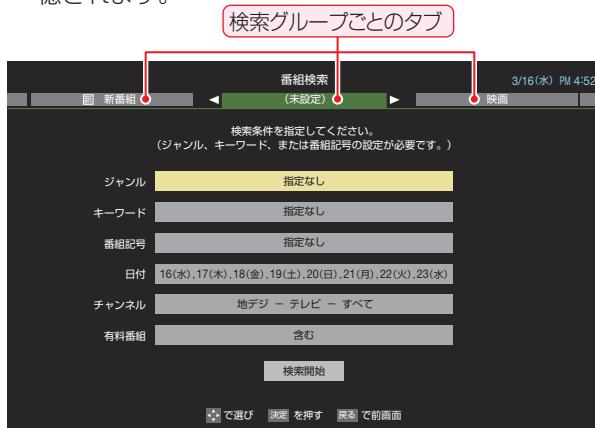 憶されます。
検索グループごとのタブ
番組検索
3/16(水) PM 4:52
新番組
(未設定)
映画
検索条件を指定してください。
(ジャンル、キーワード、または番組記号の設定が必要です。)
ジャンル 指定なし
キーワード 指定なし
番組記号 指定なし
日付 16(水),17(木),18(金),19(土),20(日),21(月),22(火),23(水)
チャンネル 地デジ − テレビ − すべて
有料番組 含む
検索開始
で選び 決定 を押す 戻る で前画面